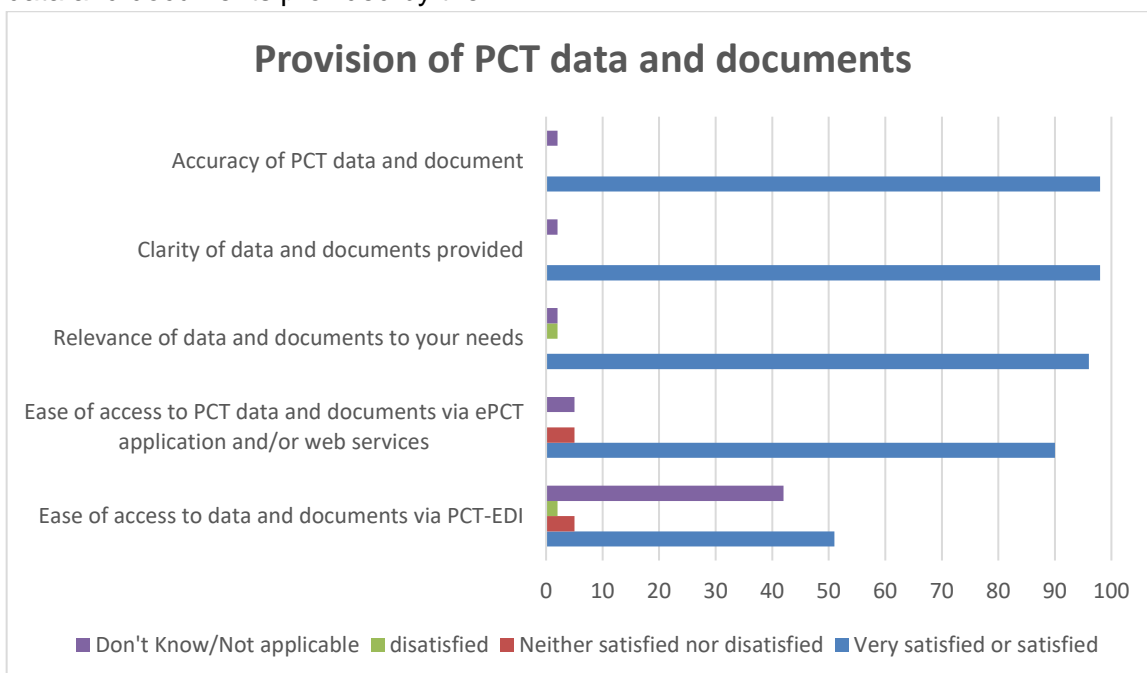 Provision of PCT data and documents
Accuracy of PCT data and document
Clarity of data and documents provided
Relevance of data and documents to your needs
Ease of access to PCT data and documents via ePCT
application and/or web services
Ease of access to data and documents via PCT-EDI
0 10 20 30 40 50 60 70 80 90 100
Don't Know/Not applicable disatisfied Neither satisfied nor disatisfied Very satisfied or satisfied